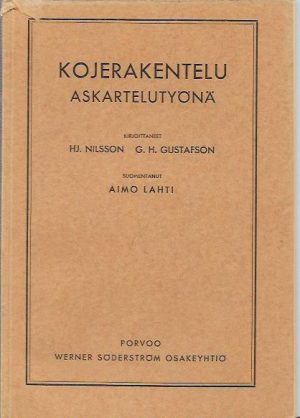 KOJERAKENTELU
ASKARTELUTYÖNÄ
KIRJOITTANEET
HJ. NILSSON G. H. GUSTAFSON
SUOMENTANUT
AIMO LAHTI
PORVOO
WERNER SÖDERSTRÖM OSAKEYHTIÖ